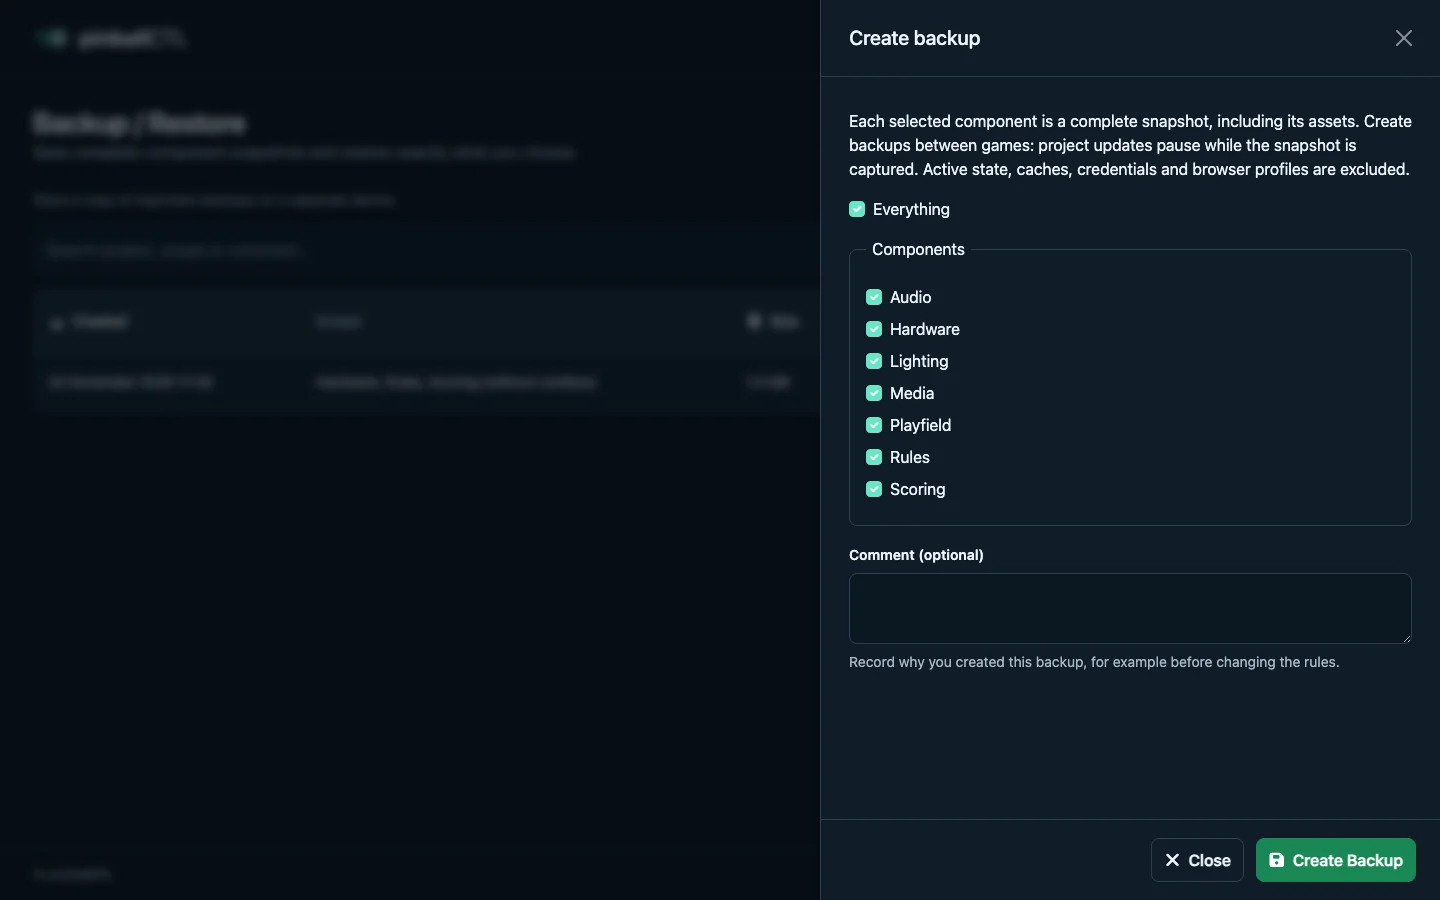 pinballCTL
Create backup
Backup / Restore
Each selected component is a complete snapshot, including its assets. Create
backups between games: project updates pause while the snapshot is
captured. Active state, caches, credentials and browser profiles are excluded.
Everything
Components
Audio
Hardware
Lighting
Media
Playfield
Rules
Scoring
Comment (optional)
Record why you created this backup, for example before changing the rules.
Close
Create Backup